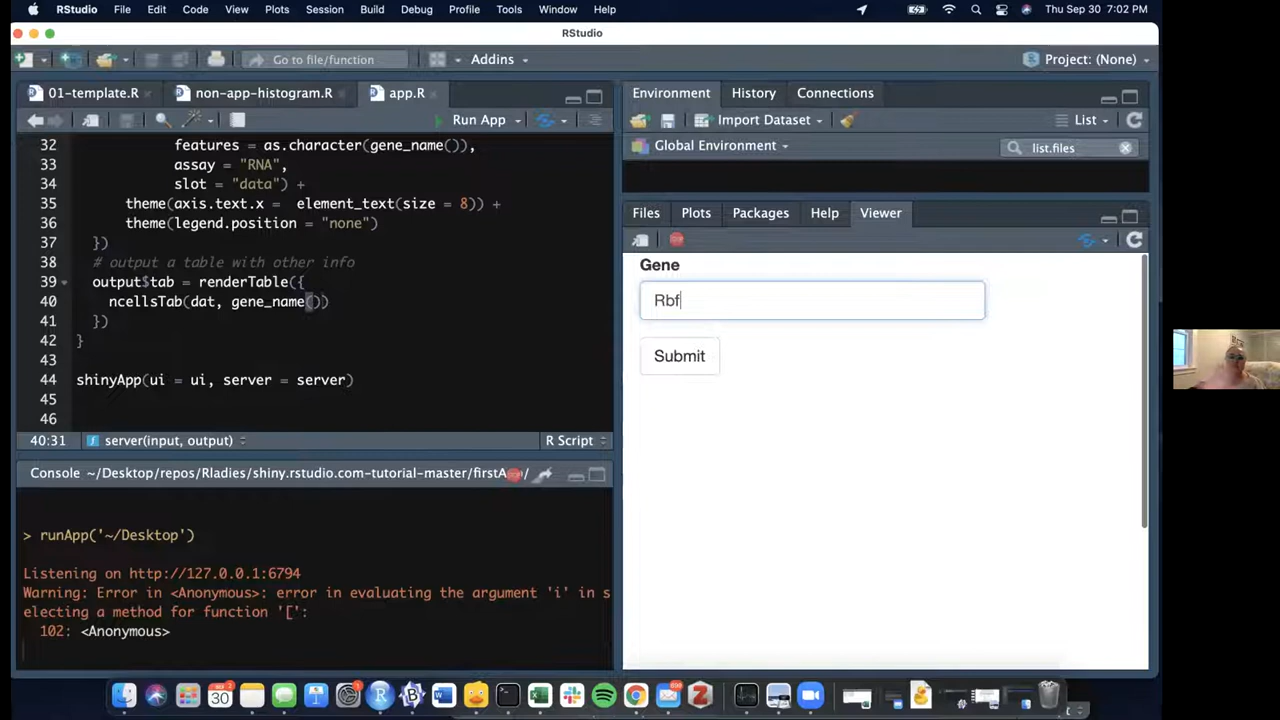 RStudio File Edit Code View Plots Session Build Debug Profile Tools Window Help Thu Sep 30 7:02 PM
RStudio
Go to file/function Addins Project: (None)
01-template.R non-app-histogram.R app.R
Run App
32 features = as.character(gene_name()),
33 assay = "RNA",
34 slot = "data") +
35 theme(axis.text.x = element_text(size = 8)) +
36 theme(legend.position = "none")
37 })
38 # output a table with other info
39 output$tab = renderTable({
40 ncellsTab(dat, gene_name())
41 })
42 }
43
44 shinyApp(ui = ui, server = server)
45
46
40:31 server(input, output) R Script
Console ~/Desktop/repos/Rladies/shiny.rstudio.com-tutorial-master/firstA
> runApp('~/Desktop')
Listening on http://127.0.0.1:6794
Warning: Error in <Anonymous>: error in evaluating the argument 'i' in s
electing a method for function '[':
102: <Anonymous>
Environment History Connections
Import Dataset List
Global Environment list.files
Files Plots Packages Help Viewer
Gene
Rbf
Submit
SEP
30